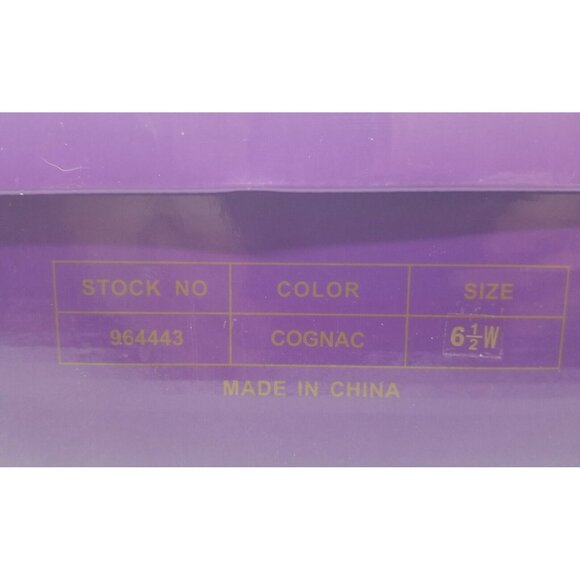 STOCK NO COLOR SIZE
964443 COGNAC 6½W
MADE IN CHINA